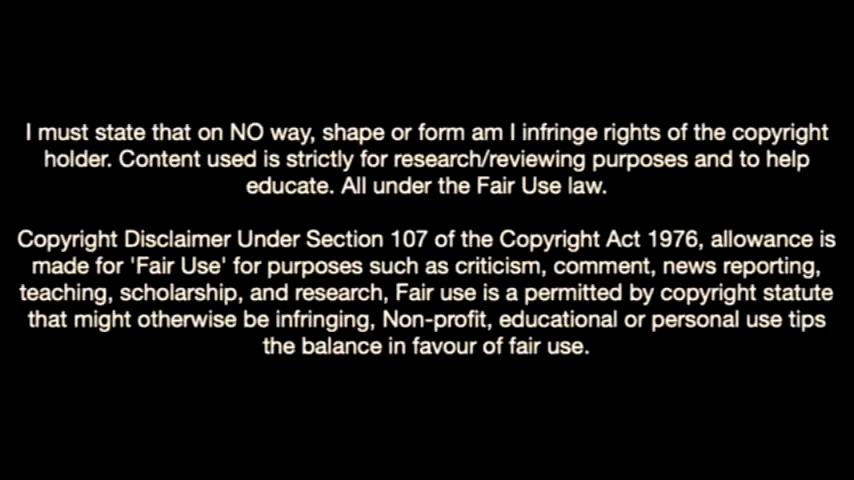 I must state that on NO way, shape or form am I infringe rights of the copyright
holder. Content used is strictly for research/reviewing purposes and to help
educate. All under the Fair Use law.
Copyright Disclaimer Under Section 107 of the Copyright Act 1976, allowance is
made for 'Fair Use' for purposes such as criticism, comment, news reporting,
teaching, scholarship, and research, Fair use is a permitted by copyright statute
that might otherwise be infringing, Non-profit, educational or personal use tips
the balance in favour of fair use.